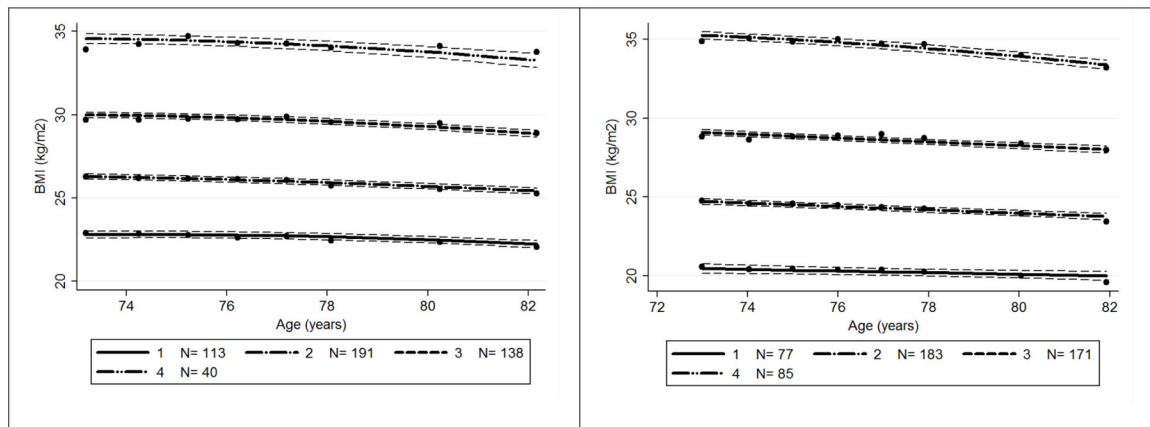 BMI (kg/m2)
35
30
25
20
74 76 78 80 82
Age (years)
1 N= 113 2 N= 191 3 N= 138
4 N= 40
BMI (kg/m2)
35
30
25
20
72 74 76 78 80 82
Age (years)
1 N= 77 2 N= 183 3 N= 171
4 N= 85